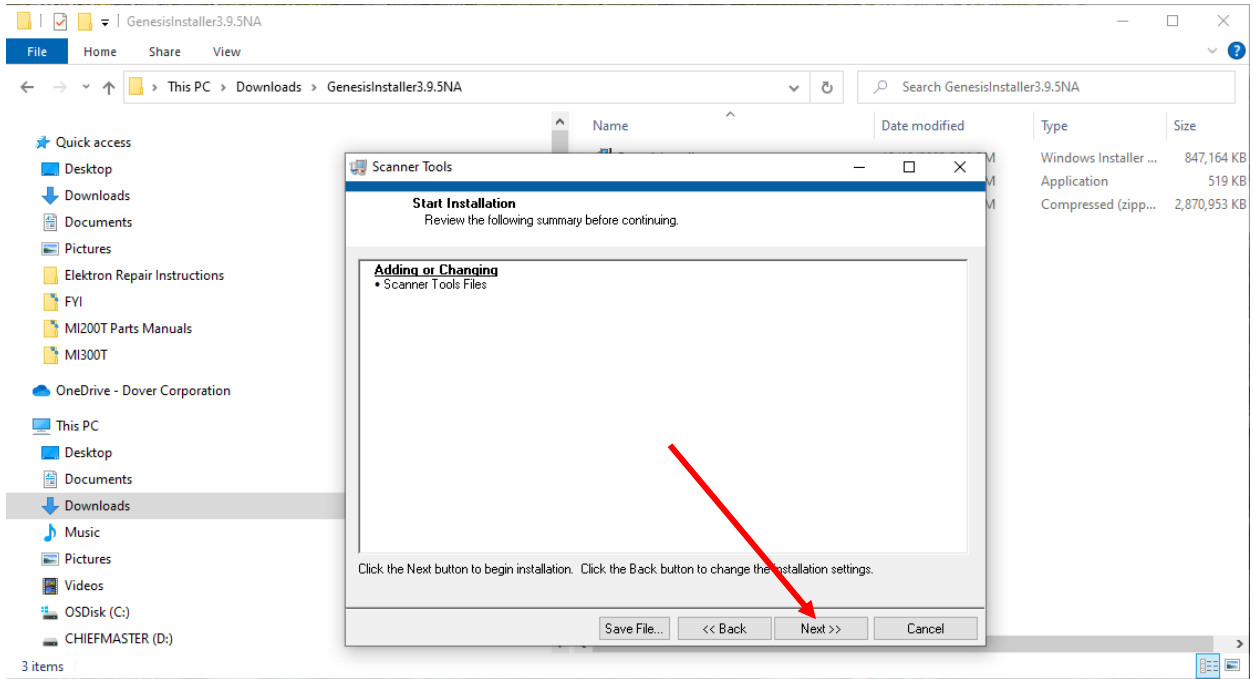 GenesisInstaller3.9.5NA
File Home Share View
This PC > Downloads > GenesisInstaller3.9.5NA
Search GenesisInstaller3.9.5NA
Name Date modified Type Size
Quick access
Desktop
Downloads
Documents
Pictures
Elektron Repair Instructions
FYI
MI200T Parts Manuals
MI300T
OneDrive - Dover Corporation
This PC
Desktop
Documents
Downloads
Music
Pictures
Videos
OSDisk (C:)
CHIEFMASTER (D:)
3 items
Windows Installer ... 847,164 KB
Application 519 KB
Compressed (zipp... 2,870,953 KB
Scanner Tools
Start Installation
Review the following summary before continuing.
Adding or Changing
• Scanner Tools Files
Click the Next button to begin installation. Click the Back button to change the installation settings.
Save File... << Back Next >> Cancel